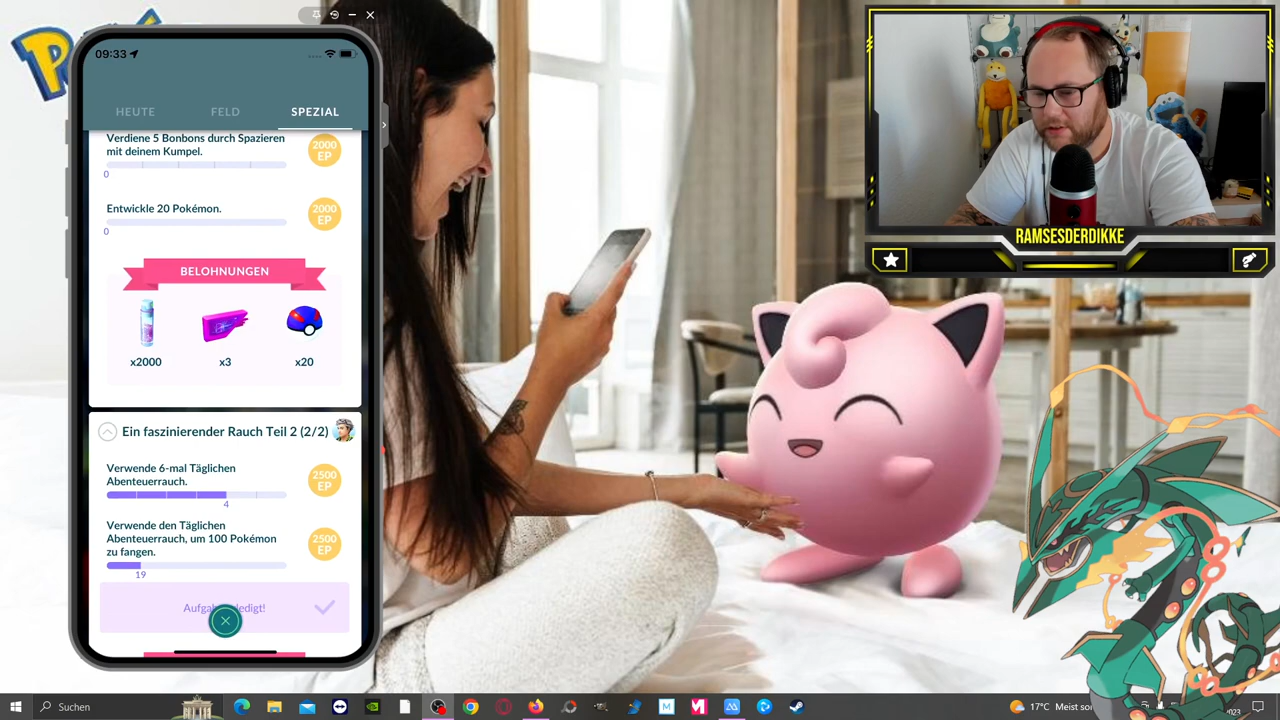 09:33
HEUTE
FELD
SPEZIAL
Verdiene 5 Bonbons durch Spazieren
mit deinem Kumpel.
2000
EP
0
Entwickle 20 Pokémon.
2000
EP
0
BELOHNUNGEN
x2000
x3
x20
Ein faszinierender Rauch Teil 2 (2/2)
Verwende 6-mal Täglichen
Abenteuerrauch.
2500
EP
4
Verwende den Täglichen
Abenteuerrauch, um 100 Pokémon
zu fangen.
2500
EP
19
RAMSESDERDIKKE
Suchen
17°C Meist